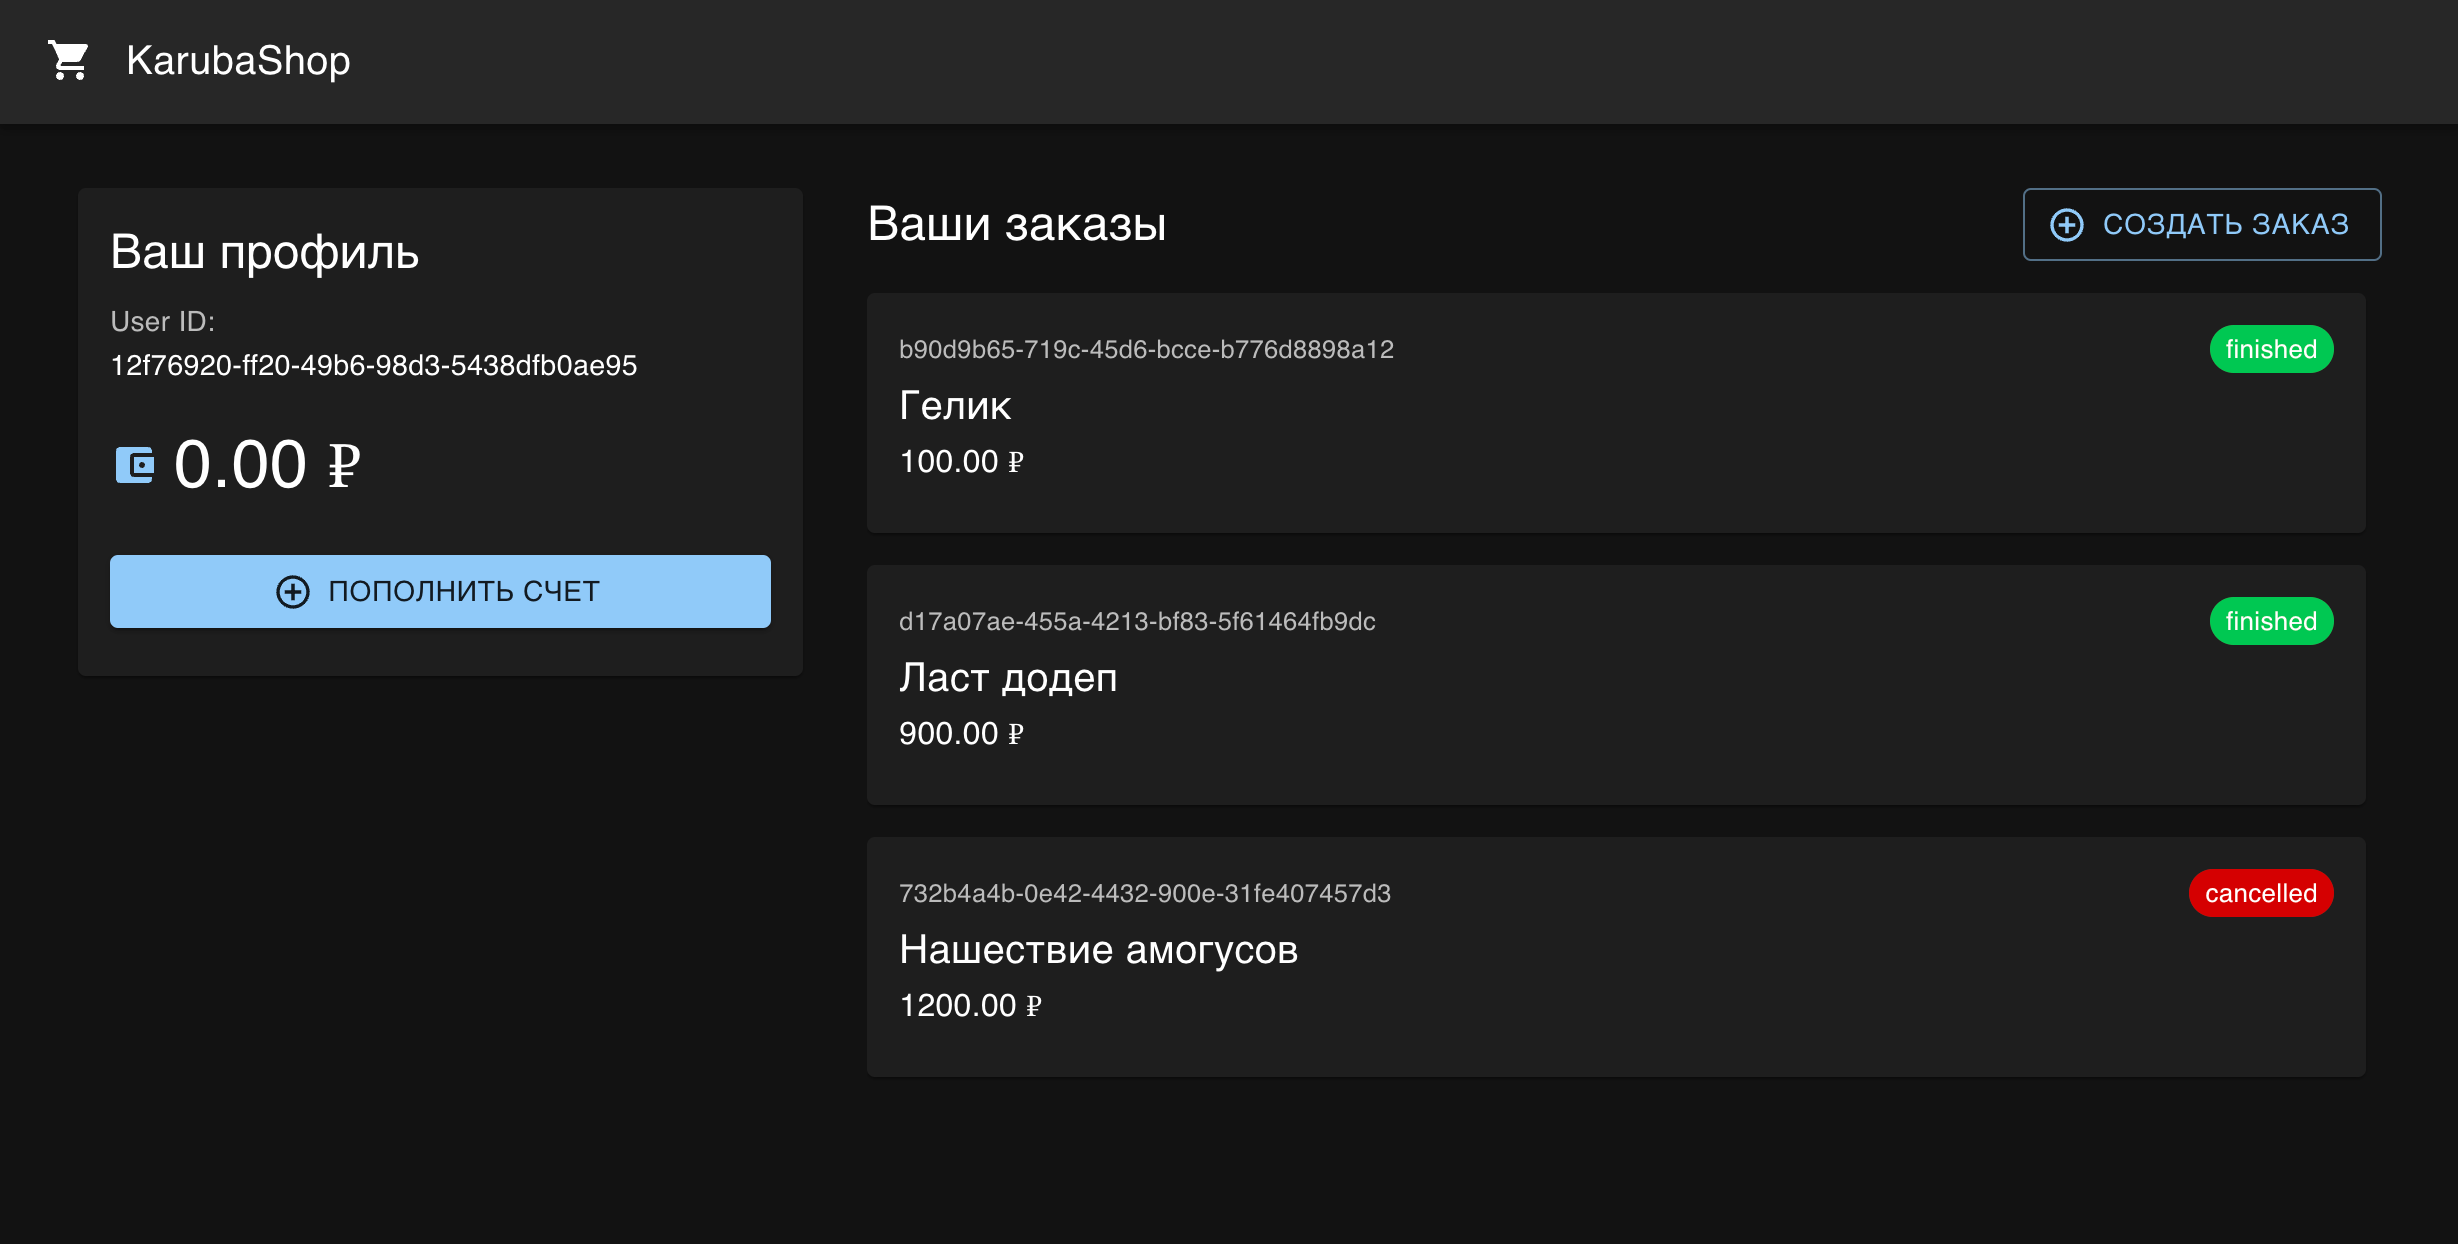 KarubaShop
Ваш профиль
User ID:
12f76920-ff20-49b6-98d3-5438dfb0ae95
0.00 ₽
ПОПОЛНИТЬ СЧЕТ
Ваши заказы
СОЗДАТЬ ЗАКАЗ
b90d9b65-719c-45d6-bcce-b776d8898a12
finished
Гелик
100.00 ₽
d17a07ae-455a-4213-bf83-5f61464fb9dc
finished
Ласт додеп
900.00 ₽
732b4a4b-0e42-4432-900e-31fe407457d3
cancelled
Нашествие амогусов
1200.00 ₽